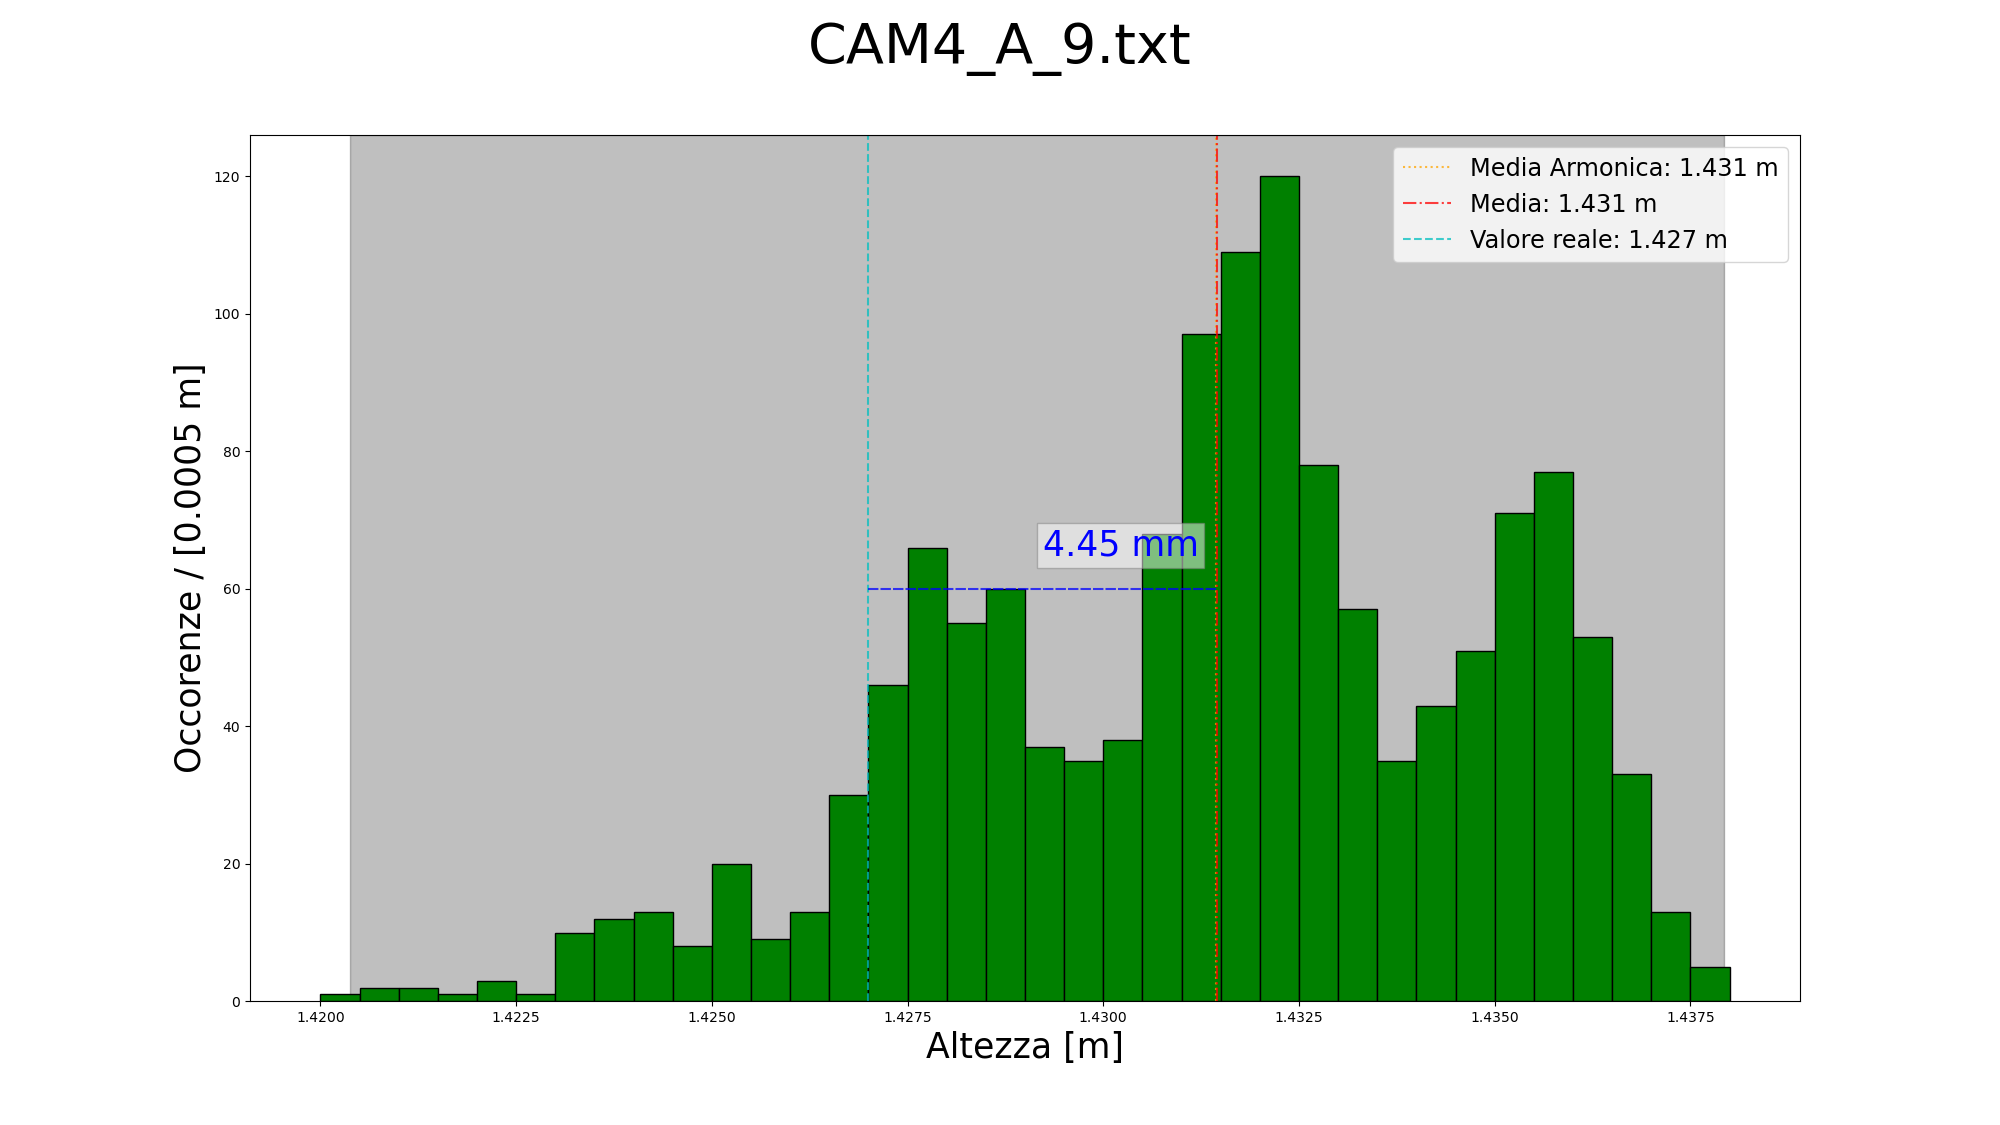 CAM4_A_9.txt
Media Armonica: 1.431 m
Media: 1.431 m
Valore reale: 1.427 m
4.45 mm
Occorenze / [0.0005 m]
120
100
80
60
40
20
0
1.4200 1.4225 1.4250 1.4275 1.4300 1.4325 1.4350 1.4375
Altezza [m]